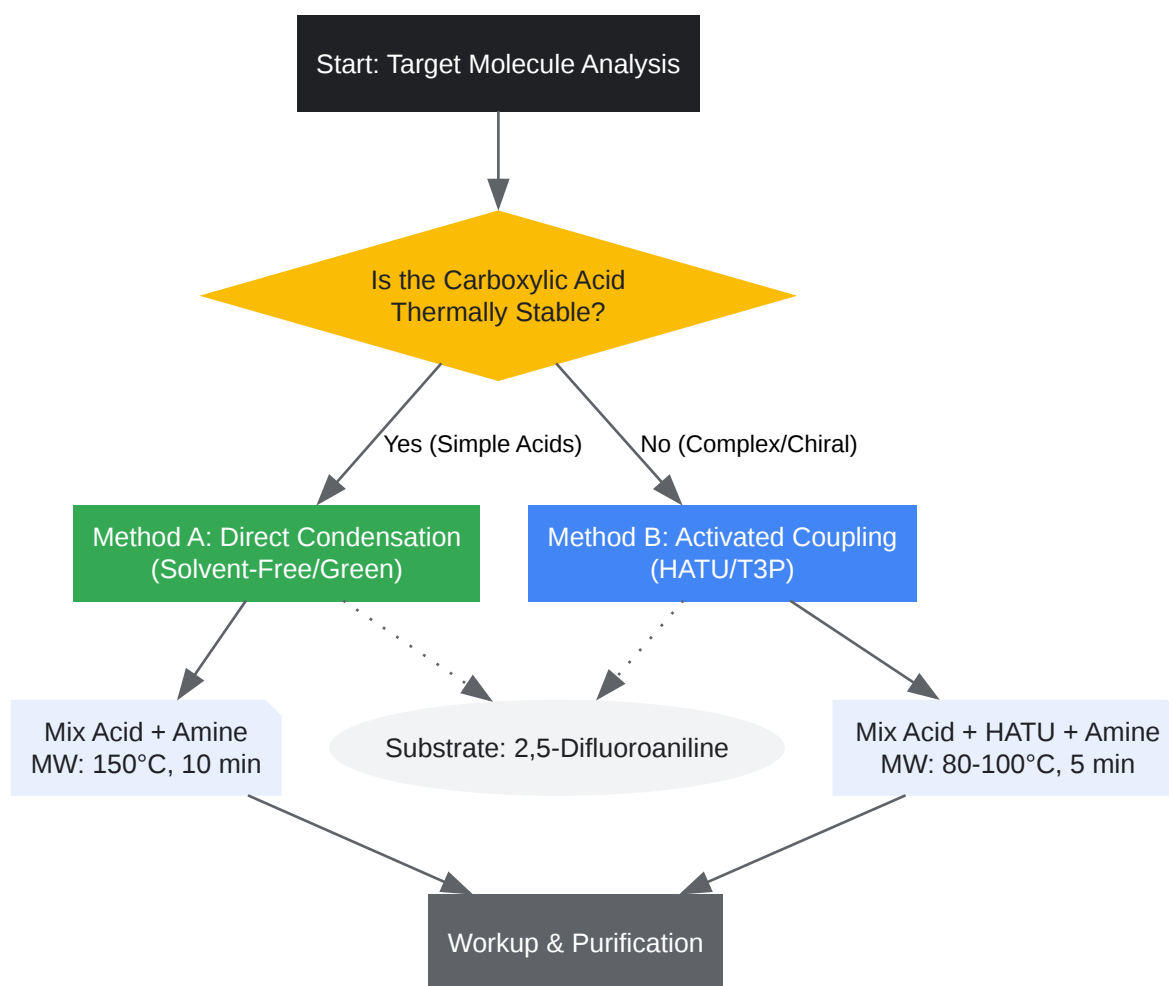 Start: Target Molecule Analysis
Is the Carboxylic Acid
Thermally Stable?
Yes (Simple Acids)
No (Complex/Chiral)
Method A: Direct Condensation
(Solvent-Free/Green)
Method B: Activated Coupling
(HATU/T3P)
Mix Acid + Amine
MW: 150°C, 10 min
Substrate: 2,5-Difluoroaniline
Mix Acid + HATU + Amine
MW: 80-100°C, 5 min
Workup & Purification